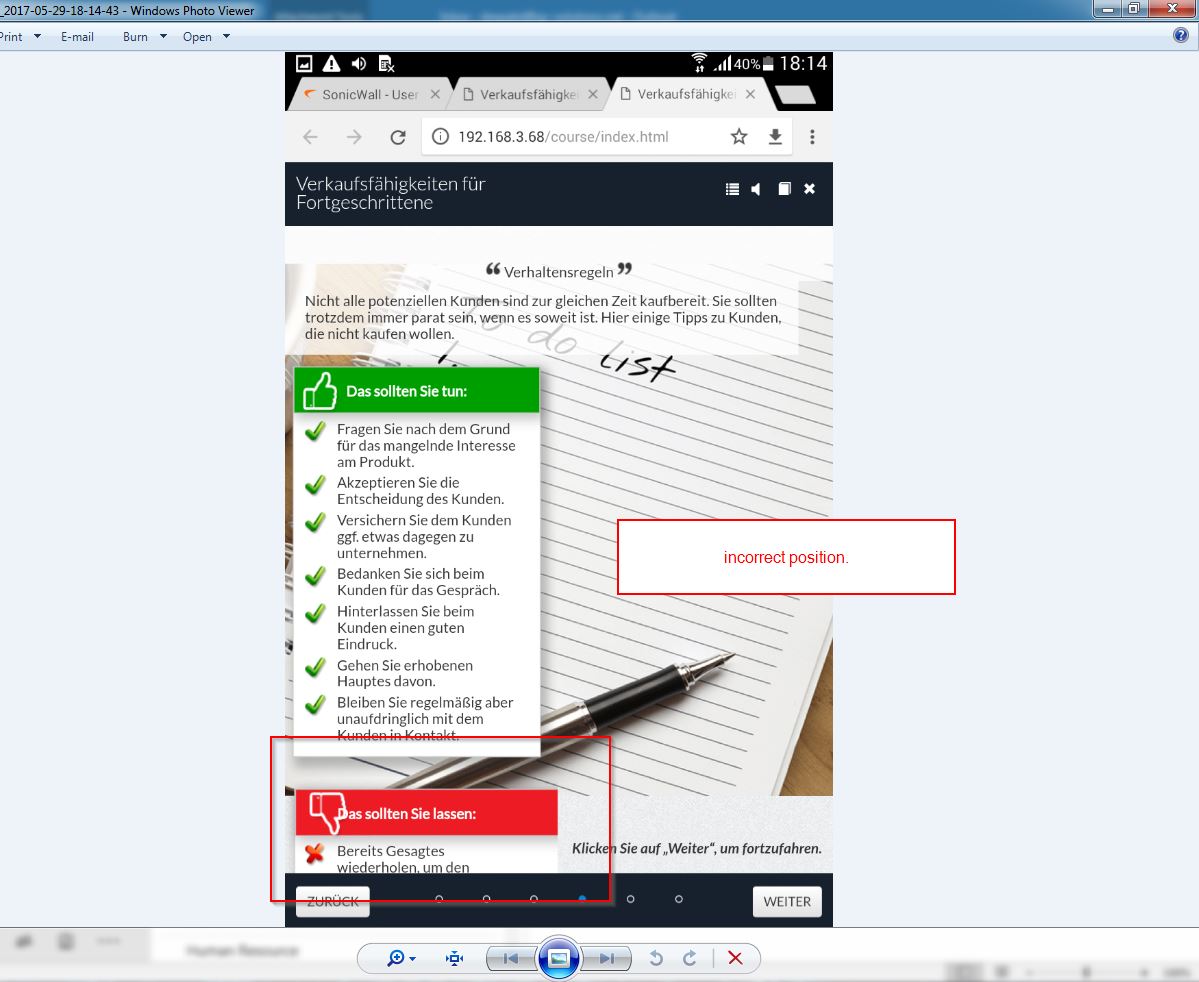 _2017-05-29-18-14-43 - Windows Photo Viewer
Print E-mail Burn Open
40% 18:14
SonicWall - User Verkaufsfähigkei Verkaufsfähigkei
192.168.3.68/course/index.html
Verkaufsfähigkeiten für
Fortgeschrittene
❝ Verhaltensregeln ❞
Nicht alle potenziellen Kunden sind zur gleichen Zeit kaufbereit. Sie sollten
trotzdem immer parat sein, wenn es soweit ist. Hier einige Tipps zu Kunden,
die nicht kaufen wollen.
To do list
1.
Das sollten Sie tun:
Fragen Sie nach dem Grund
für das mangelnde Interesse
am Produkt.
Akzeptieren Sie die
Entscheidung des Kunden.
Versichern Sie dem Kunden
ggf. etwas dagegen zu
unternehmen.
incorrect position.
Bedanken Sie sich beim
Kunden für das Gespräch.
Hinterlassen Sie beim
Kunden einen guten
Eindruck.
Gehen Sie erhobenen
Hauptes davon.
Bleiben Sie regelmäßig aber
unaufdringlich mit dem
Kunden in Kontakt.
Das sollten Sie lassen:
Bereits Gesagtes
wiederholen, um den
Klicken Sie auf „Weiter“, um fortzufahren.
ZURÜCK
WEITER
Human Resource